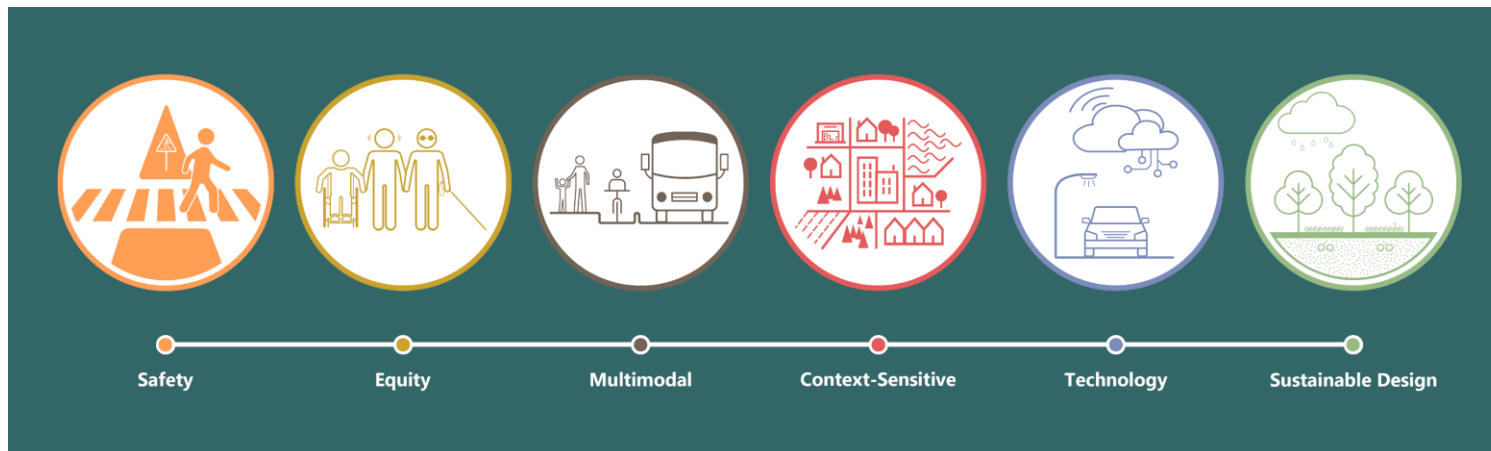 Safety
Equity
Multimodal
Context-Sensitive
Technology
Sustainable Design